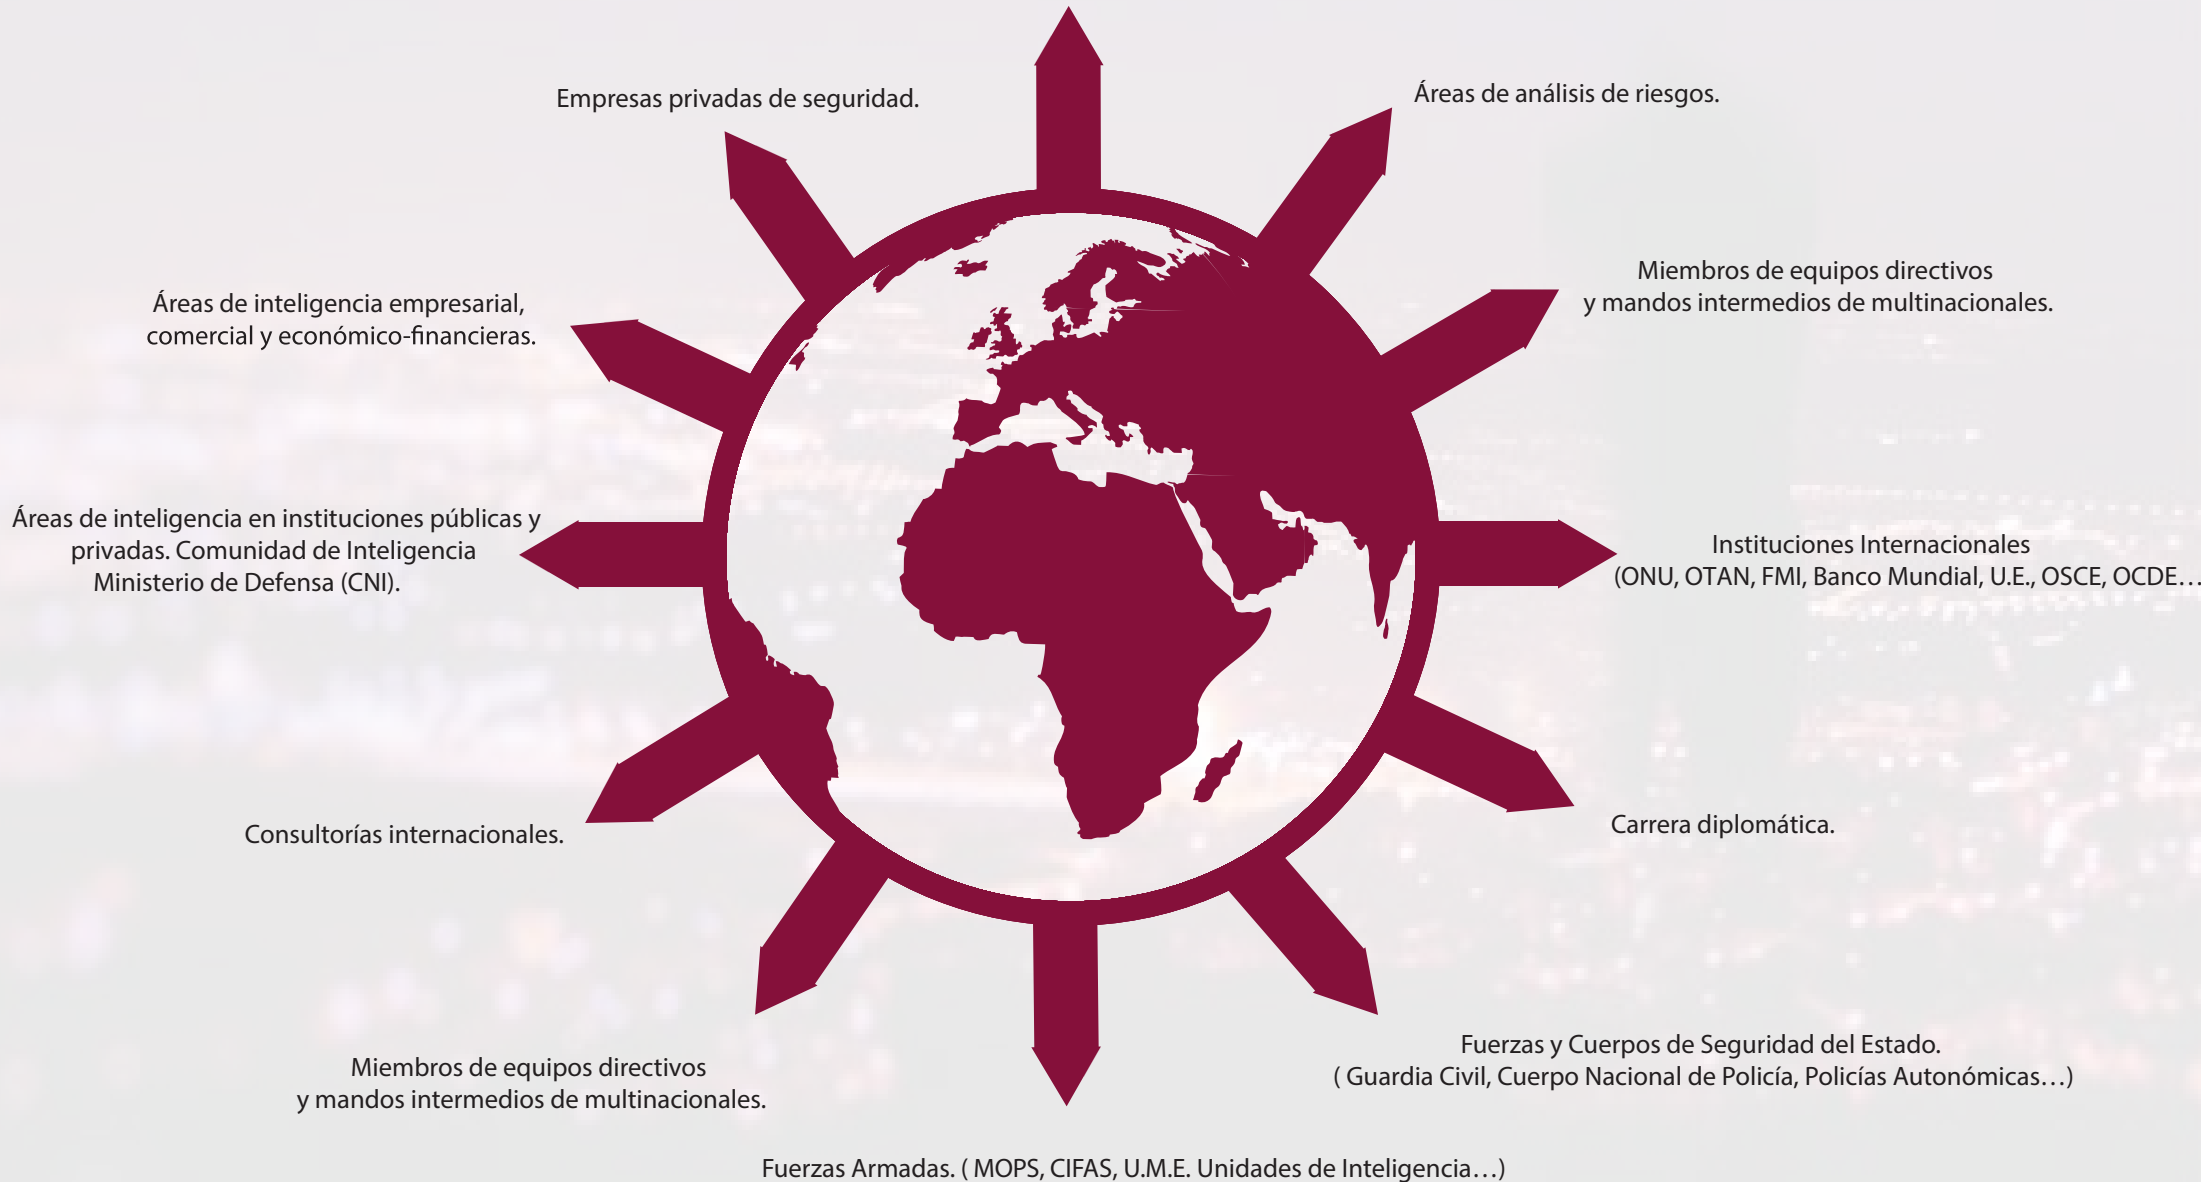 Empresas privadas de seguridad.
Áreas de análisis de riesgos.
Miembros de equipos directivos
y mandos intermedios de multinacionales.
Áreas de inteligencia empresarial,
comercial y económico-financieras.
Áreas de inteligencia en instituciones públicas y
privadas. Comunidad de Inteligencia
Ministerio de Defensa (CNI).
Instituciones Internacionales
(ONU, OTAN, FMI, Banco Mundial, U.E., OSCE, OCDE…
Consultorías internacionales.
Carrera diplomática.
Miembros de equipos directivos
y mandos intermedios de multinacionales.
Fuerzas y Cuerpos de Seguridad del Estado.
( Guardia Civil, Cuerpo Nacional de Policía, Policías Autonómicas…)
Fuerzas Armadas. ( MOPS, CIFAS, U.M.E. Unidades de Inteligencia…)